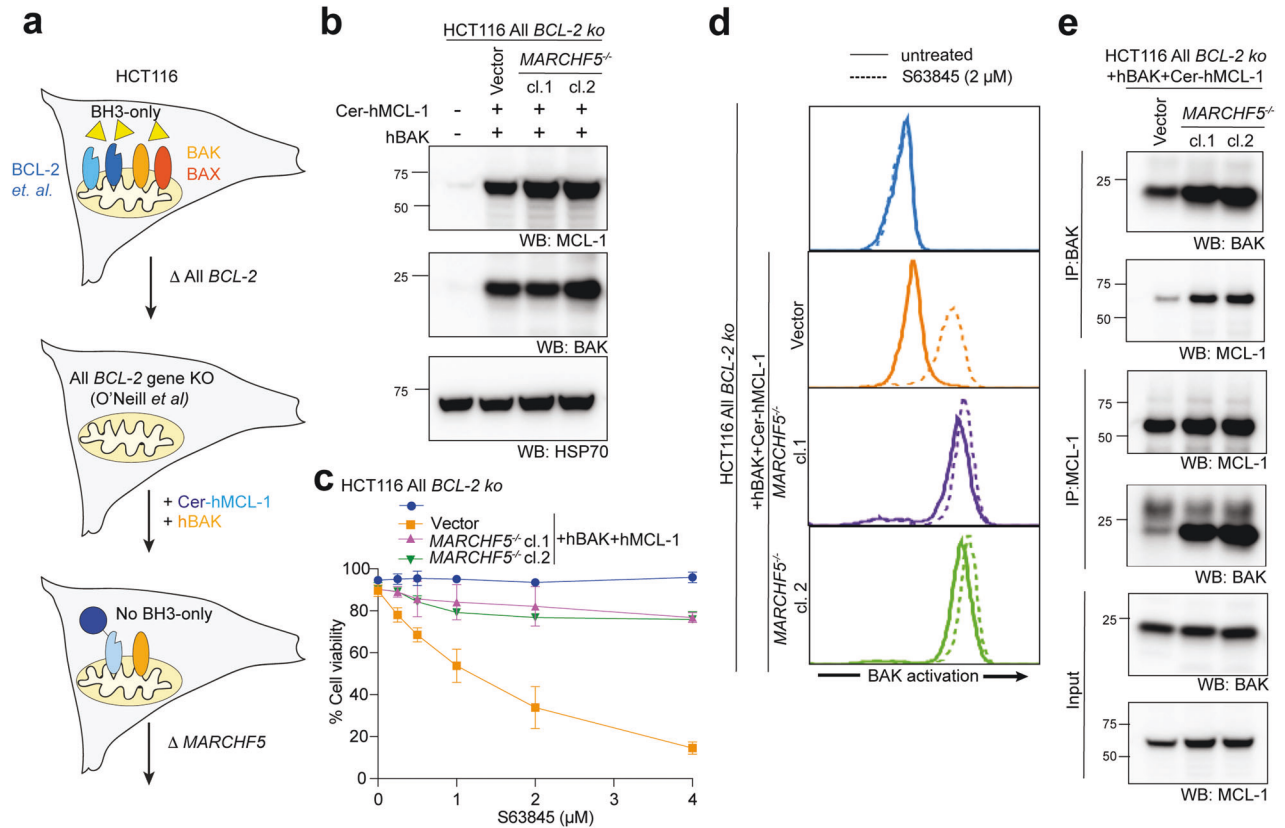 a
HCT116
BH3-only
BCL-2
et. al.
BAK
BAX
Δ All BCL-2
All BCL-2 gene KO
(O'Neill et al)
+ Cer-hMCL-1
+ hBAK
No BH3-only
Δ MARCHF5
b
HCT116 All BCL-2 ko
Vector
MARCHF5-/-
cl.1 cl.2
Cer-hMCL-1 - + + +
hBAK - + + +
75
50
WB: MCL-1
25
WB: BAK
75
WB: HSP70
c
HCT116 All BCL-2 ko
Vector
MARCHF5-/- cl.1
MARCHF5-/- cl.2
+hBAK+hMCL-1
100
80
60
40
20
0
% Cell viability
0 1 2 3 4
S63845 (µM)
d
untreated
S63845 (2 µM)
HCT116 All BCL-2 ko
+hBAK+Cer-hMCL-1
Vector
MARCHF5-/-
cl.1
MARCHF5-/-
cl. 2
BAK activation
e
HCT116 All BCL-2 ko
+hBAK+Cer-hMCL-1
Vector
MARCHF5-/-
cl.1 cl.2
IP:BAK
25
WB: BAK
75
50
WB: MCL-1
IP:MCL-1
75
50
WB: MCL-1
25
WB: BAK
Input
25
WB: BAK
75
50
WB: MCL-1